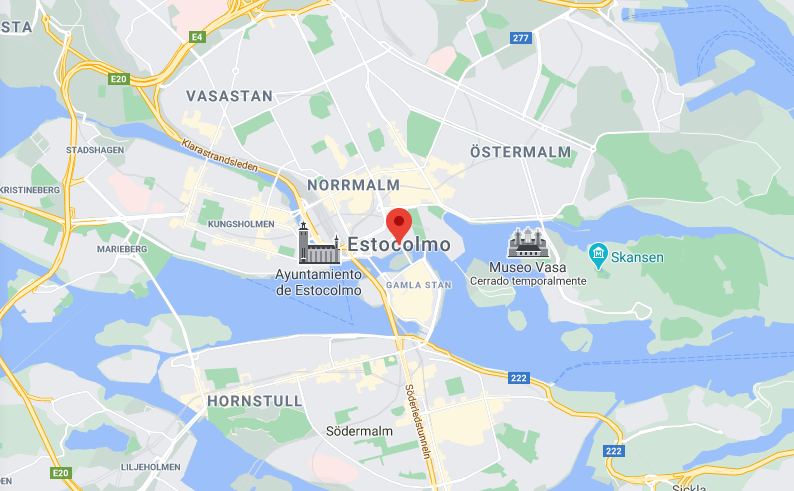 STA
E4
277
E20
VASASTAN
Klarastrandsleden
STADSHAGEN
ÖSTERMALM
KRISTINEBERG
NORRMALM
KUNGSHOLMEN
MARIEBERG
Estocolmo
Museo Vasa
Cerrado temporalmente
Skansen
Ayuntamiento
de Estocolmo
GAMLA STAN
222
HORNSTULL
Söderledstunneln
Södermalm
222
LILJEHOLMEN
E20
DEN
Sickla